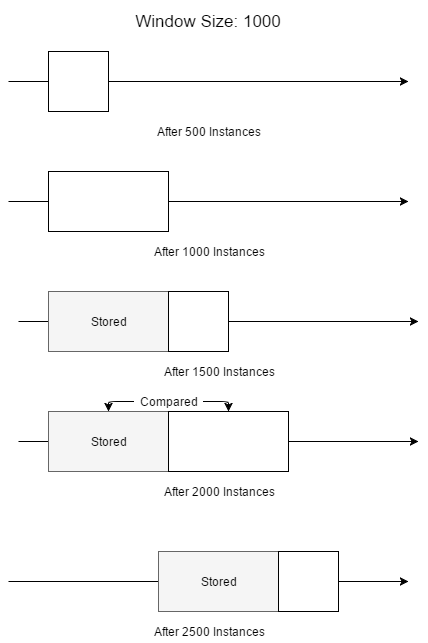 Window Size: 1000
After 500 Instances
After 1000 Instances
Stored
After 1500 Instances
Compared
Stored
After 2000 Instances
Stored
After 2500 Instances